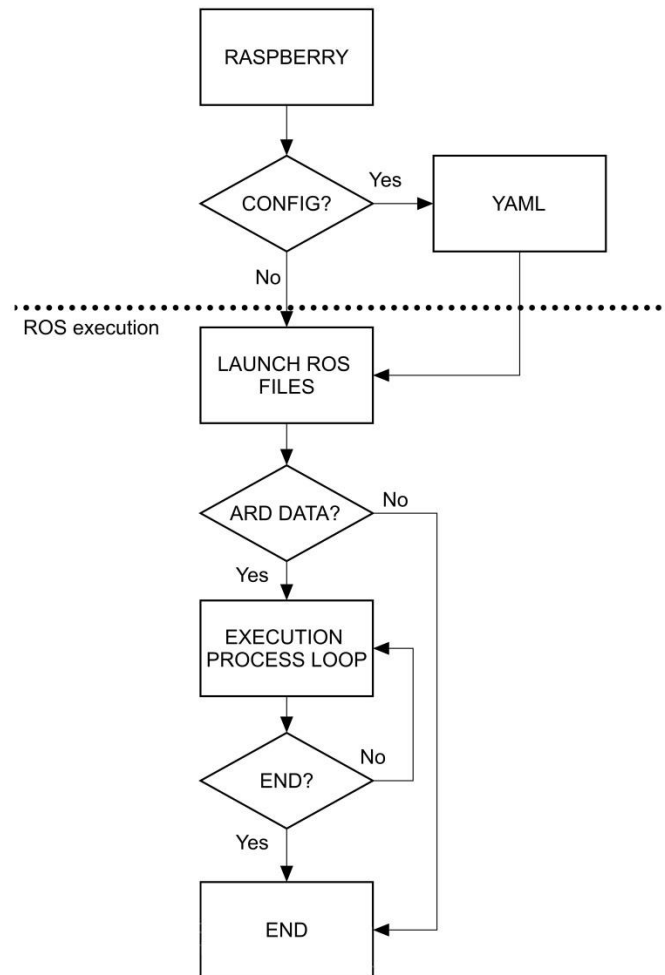 RASPBERRY
CONFIG?
Yes
YAML
No
ROS execution
LAUNCH ROS
FILES
ARD DATA?
No
Yes
EXECUTION
PROCESS LOOP
END?
No
Yes
END